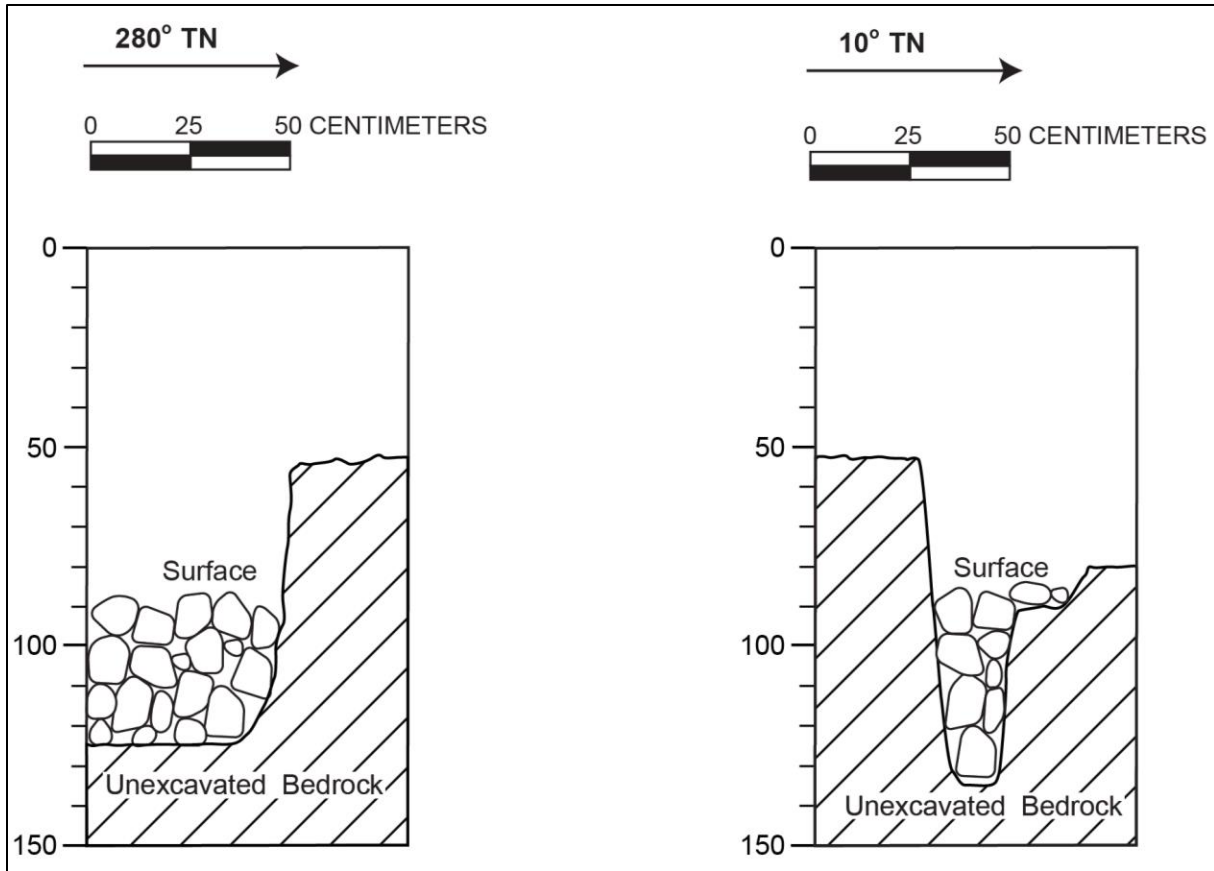 280° TN
0 25 50 CENTIMETERS
0
50
100
150
Surface
Unexcavated Bedrock
10° TN
0 25 50 CENTIMETERS
0
50
100
150
Surface
Unexcavated Bedrock